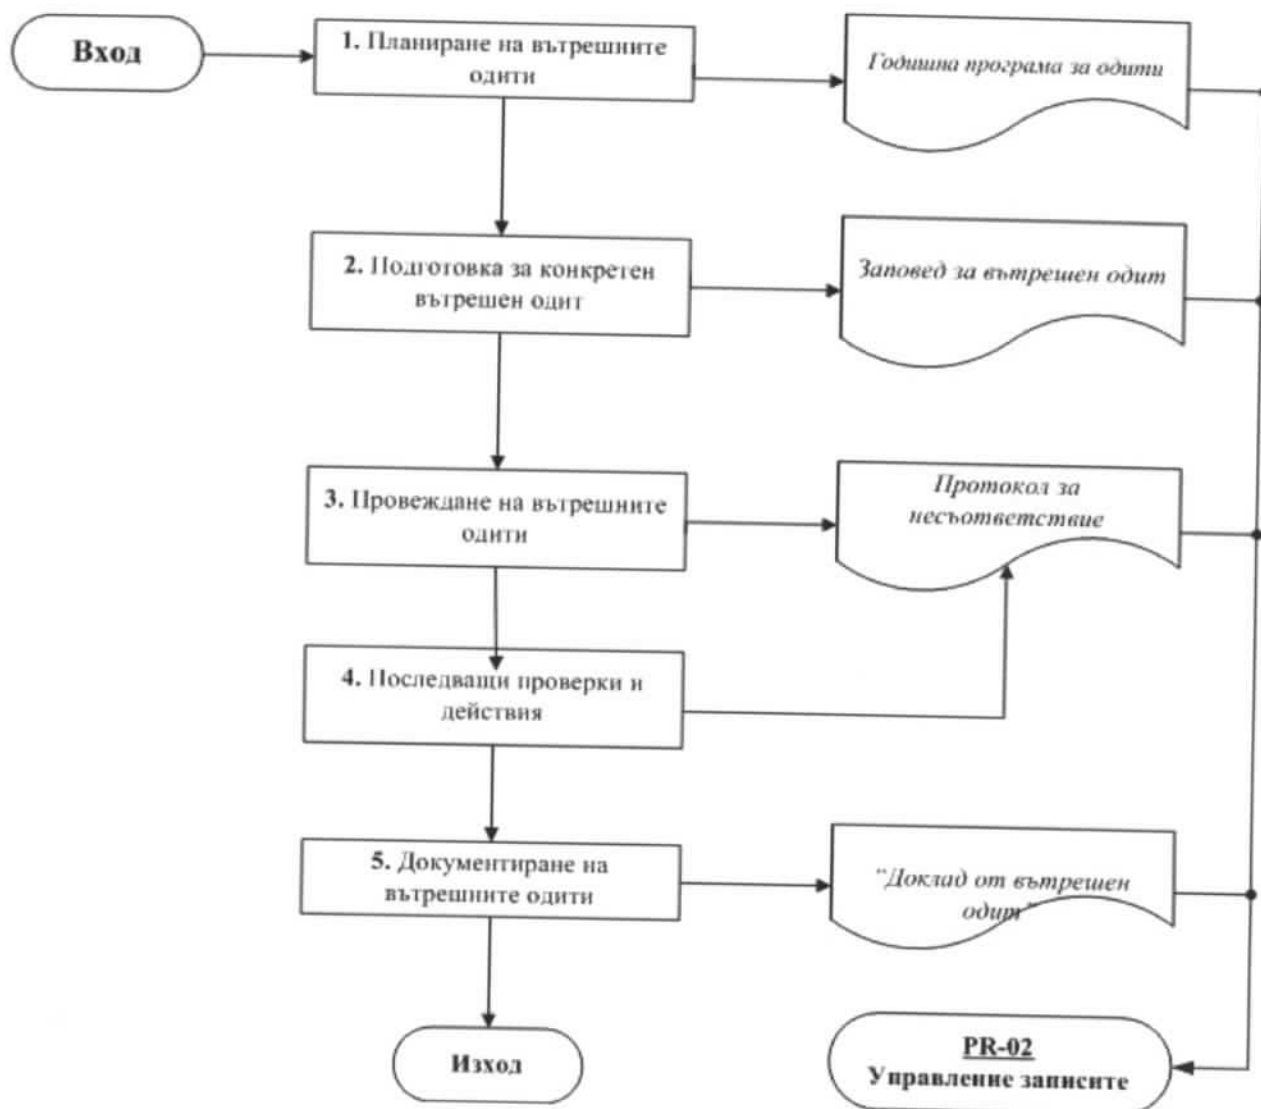 Вход
1. Планиране на вътрешните
одити
Годишна програма за одити
2. Подготовка за конкретен
вътрешен одит
Заповед за вътрешен одит
3. Провеждане на вътрешните
одити
Протокол за
несъответствие
4. Последващи проверки и
действия
5. Документиране на
вътрешните одити
"Доклад от вътрешен
одит"
Изход
PR-02
Управление записите